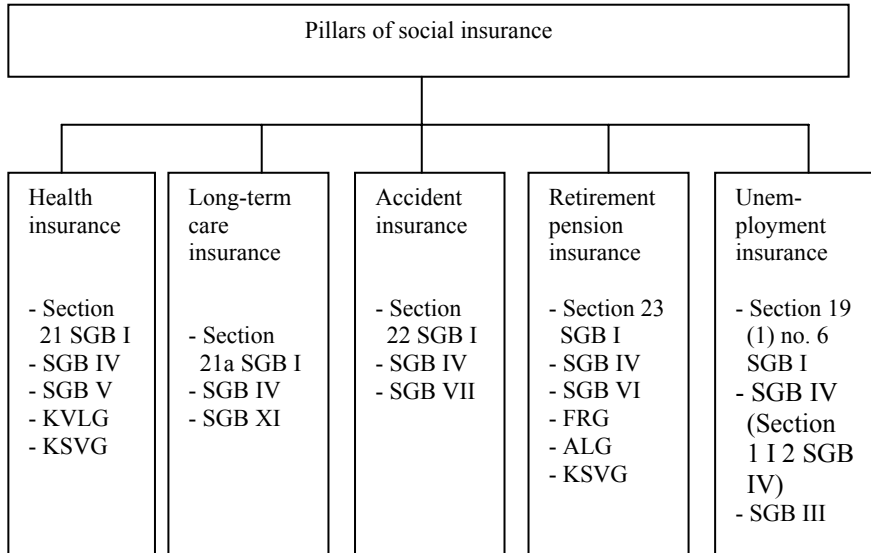 Pillars of social insurance
Health
insurance
- Section
21 SGB I
- SGB IV
- SGB V
- KVLG
- KSVG
Long-term
care
insurance
- Section
21a SGB I
- SGB IV
- SGB XI
Accident
insurance
- Section
22 SGB I
- SGB IV
- SGB VII
Retirement
pension
insurance
- Section 23
SGB I
- SGB IV
- SGB VI
- FRG
- ALG
- KSVG
Unem-
ployment
insurance
- Section 19
(1) no. 6
SGB I
- SGB IV
(Section
1 I 2 SGB
IV)
- SGB III